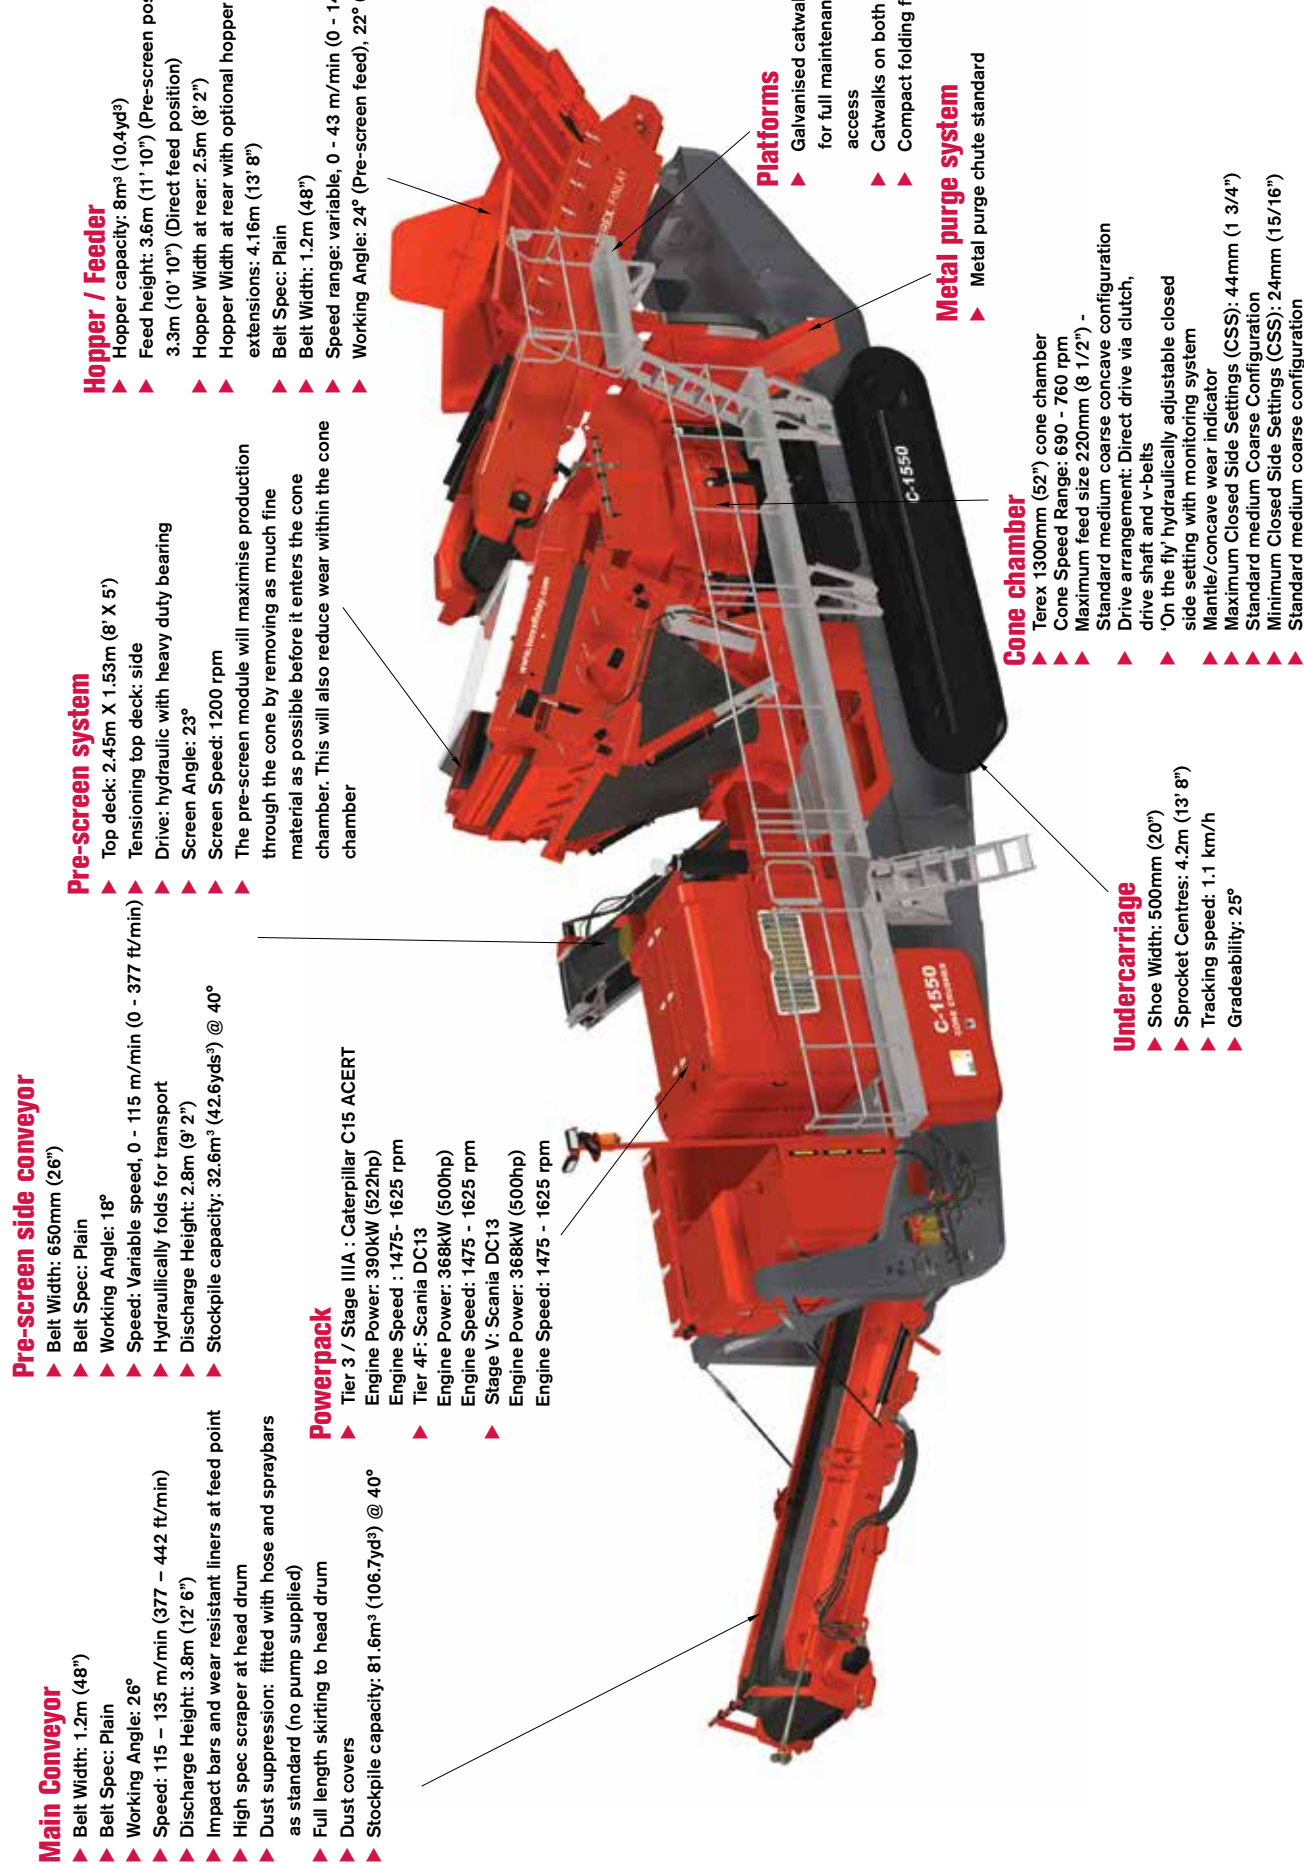 Main Conveyor
Belt Width: 1.2m (48”)
Belt Spec: Plain
Working Angle: 26º
Speed: 115 – 135 m/min (377 – 442 ft/min)
Discharge Height: 3.8m (12’ 6”)
Impact bars and wear resistant liners at feed point
High spec scraper at head drum
Dust suppression: fitted with hose and spraybars
as standard (no pump supplied)
Full length skirting to head drum
Dust covers
Stockpile capacity: 81.6m³ (106.7yd³) @ 40º
Pre-screen side conveyor
Belt Width: 650mm (26”)
Belt Spec: Plain
Working Angle: 18º
Speed: Variable speed, 0 - 115 m/min (0 - 377 ft/min)
Hydraullically folds for transport
Discharge Height: 2.8m (9’ 2”)
Stockpile capacity: 32.6m³ (42.6yds³) @ 40º
Pre-screen system
Top deck: 2.45m X 1.53m (8’ X 5’)
Tensioning top deck: side
Drive: hydraulic with heavy duty bearing
Screen Angle: 23º
Screen Speed: 1200 rpm
The pre-screen module will maximise production
through the cone by removing as much fine
material as possible before it enters the cone
chamber. This will also reduce wear within the cone
chamber
Hopper / Feeder
Hopper capacity: 8m³ (10.4yd³)
Feed height: 3.6m (11’ 10”) (Pre-screen pos
3.3m (10’ 10”) (Direct feed position)
Hopper Width at rear: 2.5m (8’ 2”)
Hopper Width at rear with optional hopper
extensions: 4.16m (13’ 8”)
Belt Spec: Plain
Belt Width: 1.2m (48”)
Speed range: variable, 0 - 43 m/min (0 - 14
Working Angle: 24º (Pre-screen feed), 22º
Powerpack
Tier 3 / Stage IIIA : Caterpillar C15 ACERT
Engine Power: 390kW (522hp)
Engine Speed : 1475- 1625 rpm
Tier 4F: Scania DC13
Engine Power: 368kW (500hp)
Engine Speed: 1475 - 1625 rpm
Stage V: Scania DC13
Engine Power: 368kW (500hp)
Engine Speed: 1475 - 1625 rpm
Platforms
Galvanised catwal
for full maintenan
access
Catwalks on both
Compact folding f
Metal purge system
Metal purge chute standard
www.terexfinlay.com
TEREX FINLAY
C-1550
C-1550
CONE CRUSHER
Undercarriage
Shoe Width: 500mm (20”)
Sprocket Centres: 4.2m (13’ 8”)
Tracking speed: 1.1 km/h
Gradeability: 25º
Cone chamber
Terex 1300mm (52”) cone chamber
Cone Speed Range: 690 - 760 rpm
Maximum feed size 220mm (8 1/2”) -
Standard medium coarse concave configuration
Drive arrangement: Direct drive via clutch,
drive shaft and v-belts
‘On the fly’ hydraulically adjustable closed
side setting with monitoring system
Mantle/concave wear indicator
Maximum Closed Side Settings (CSS): 44mm (1 3/4”)
Standard medium Coarse Configuration
Minimum Closed Side Settings (CSS): 24mm (15/16”)
Standard medium coarse configuration